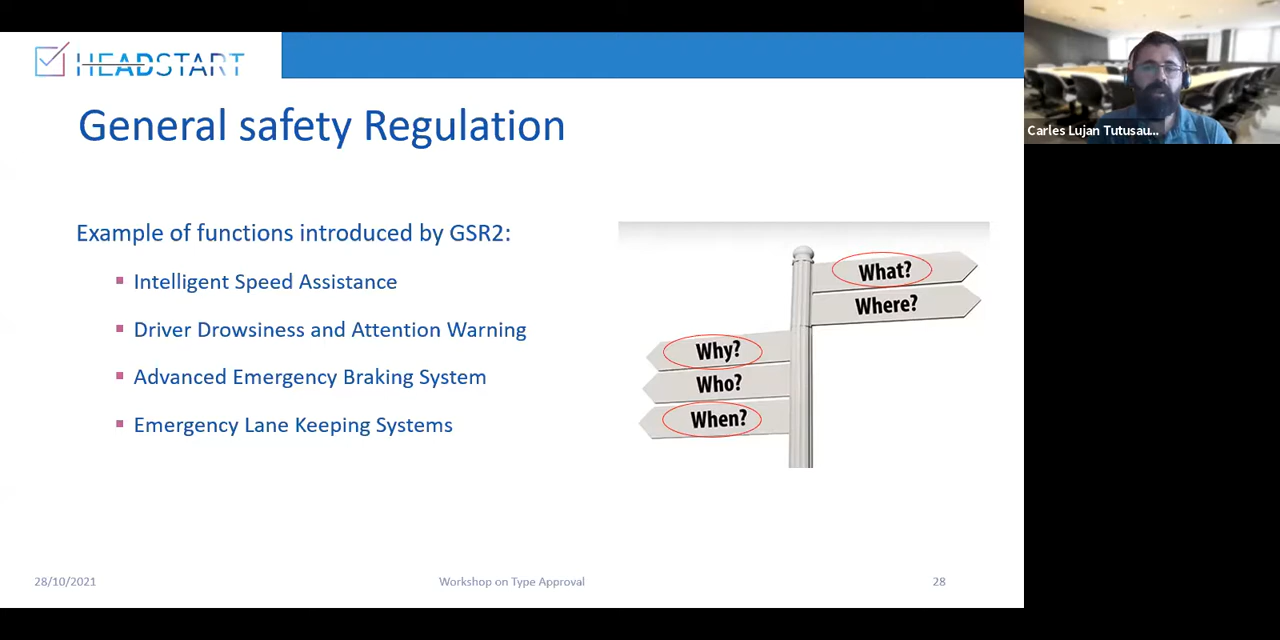 HEADSTART
Carles Lujan Tutusau...
General safety Regulation
Example of functions introduced by GSR2:
Intelligent Speed Assistance
Driver Drowsiness and Attention Warning
Advanced Emergency Braking System
Emergency Lane Keeping Systems
What?
Where?
Why?
Who?
When?
28/10/2021
Workshop on Type Approval
28